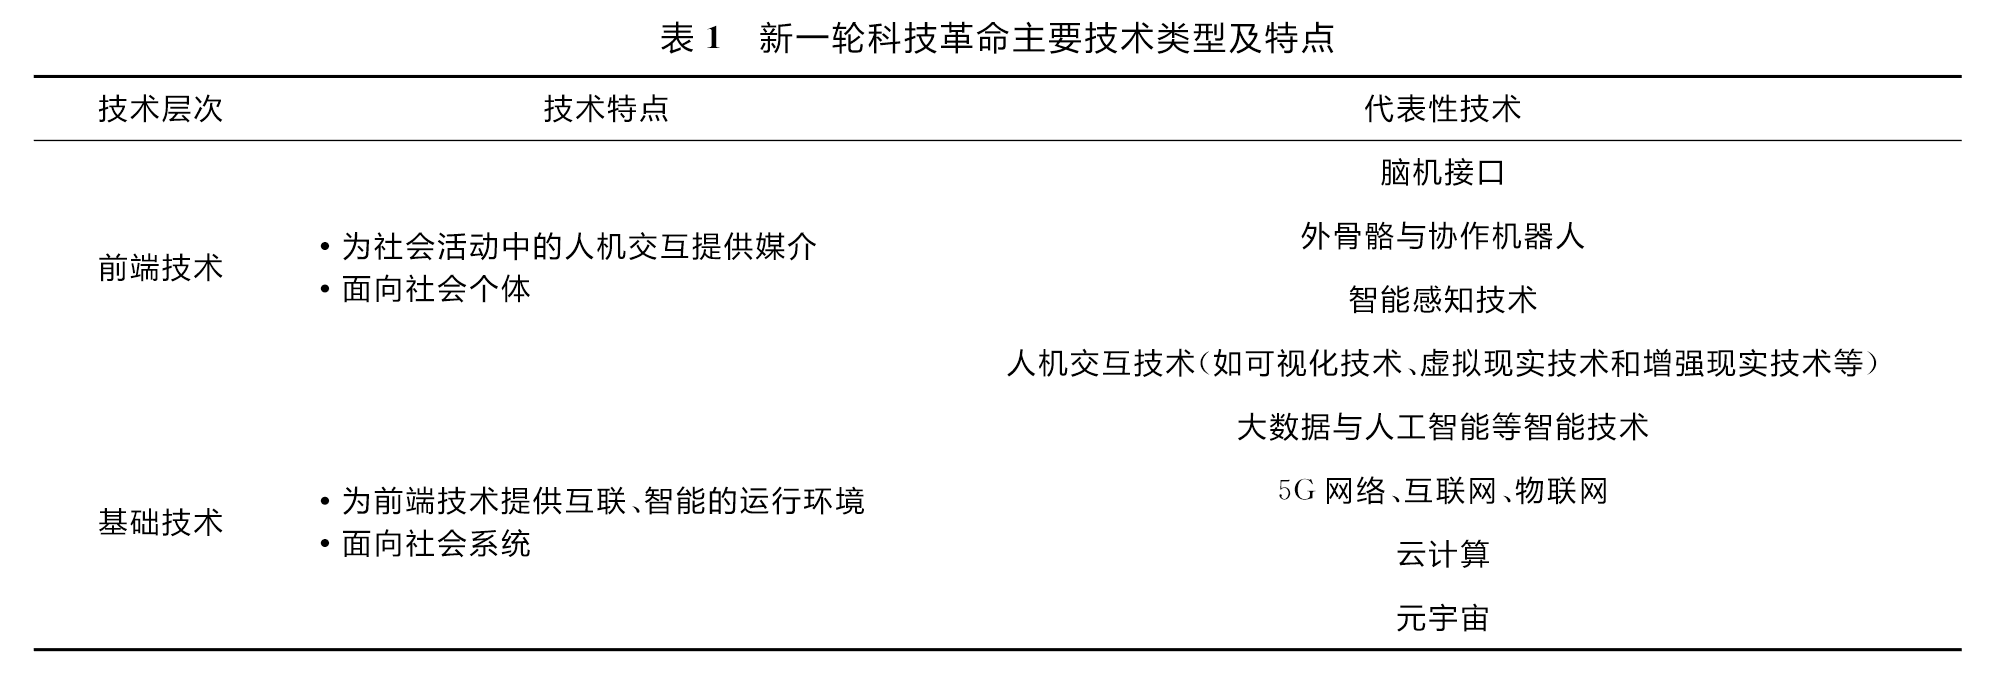 表 1 新一轮科技革命主要技术类型及特点
技术层次 技术特点 代表性技术
脑机接口
外骨骼与协作机器人
前端技术
• 为社会活动中的人机交互提供媒介
• 面向社会个体
智能感知技术
人机交互技术(如可视化技术、虚拟现实技术和增强现实技术等)
大数据与人工智能等智能技术
5G 网络、互联网、物联网
基础技术
• 为前端技术提供互联、智能的运行环境
• 面向社会系统
云计算
元宇宙